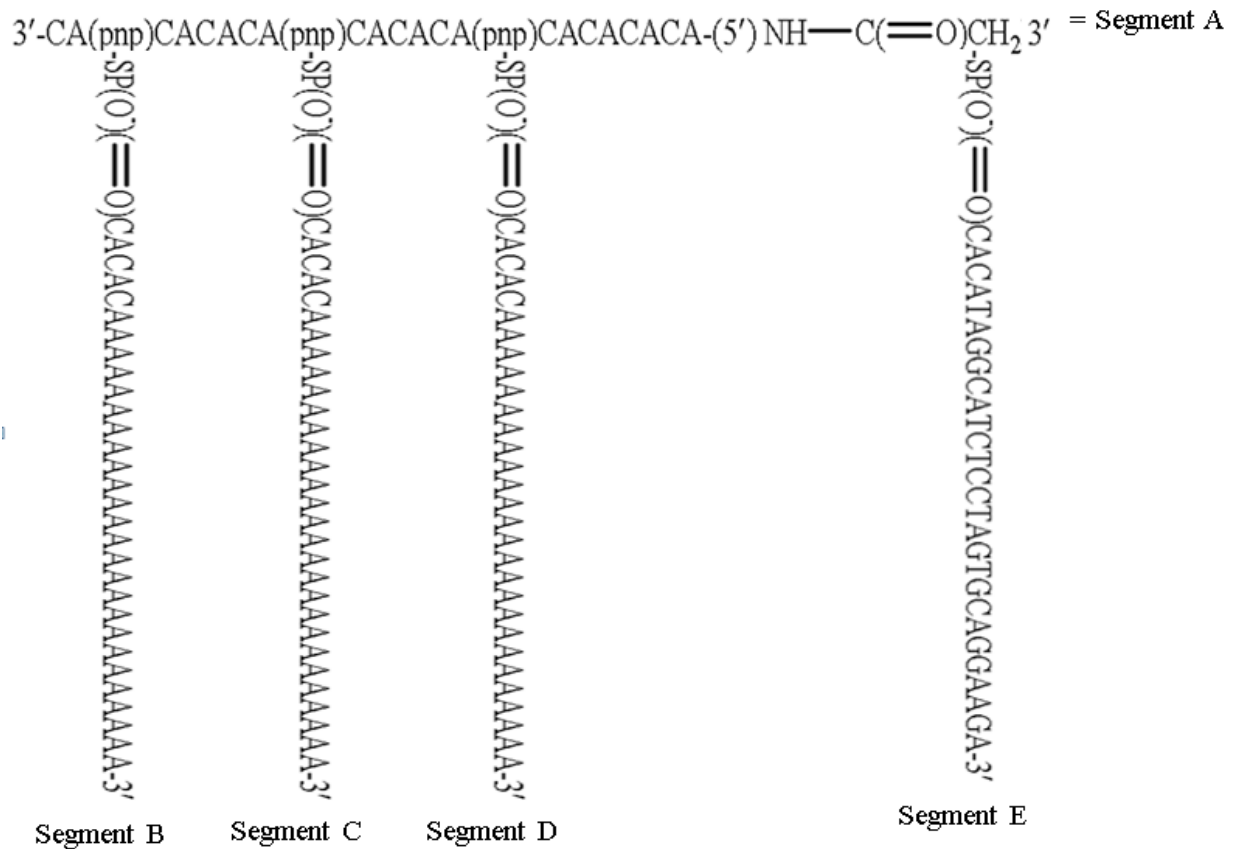 3'-CA(pnp)CACACA(pnp)CACACA(pnp)CACACACA-(5') NH—C(=O)CH₂ 3' = Segment A
-SP(O⁻)(=O)CACACAAAAAAAAAAAAAAAAAAAAAAAAA-3'
-SP(O⁻)(=O)CACACAAAAAAAAAAAAAAAAAAAAAAAAA-3'
-SP(O⁻)(=O)CACACAAAAAAAAAAAAAAAAAAAAAAAAA-3'
-SP(O⁻)(=O)CACATAGGCATCTCCTAGTGCAGGAAGA-3'
Segment B
Segment C
Segment D
Segment E